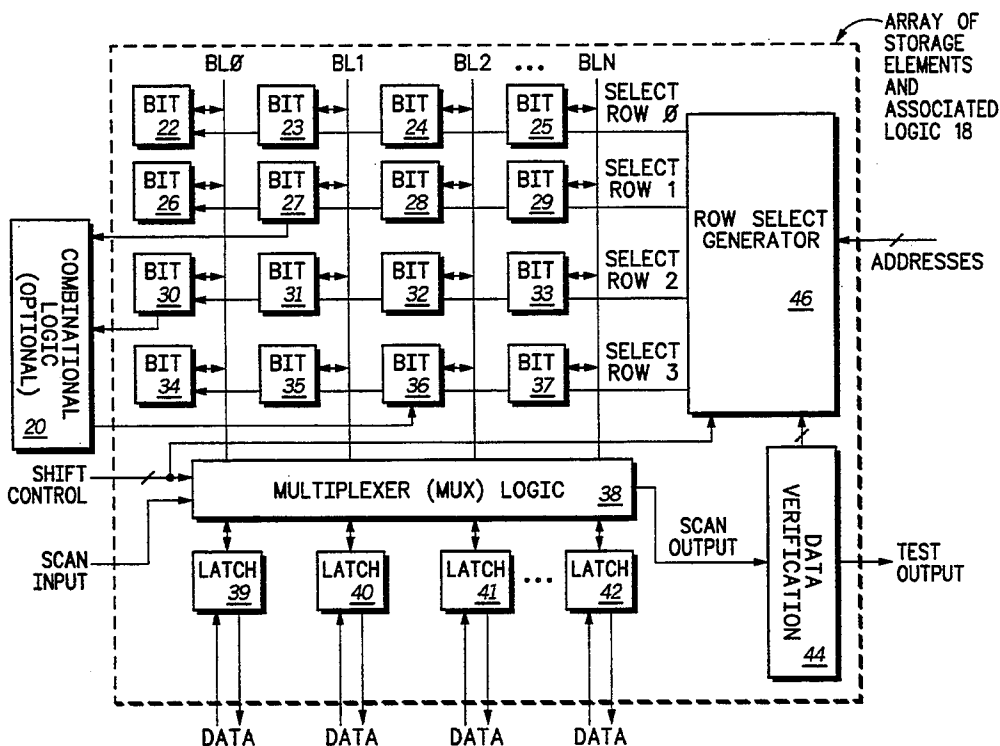 ARRAY OF
STORAGE
ELEMENTS
AND
ASSOCIATED
LOGIC 18
BLØ BL1 BL2 ... BLN
BIT 22
BIT 23
BIT 24
BIT 25
SELECT
ROW Ø
BIT 26
BIT 27
BIT 28
BIT 29
SELECT
ROW 1
BIT 30
BIT 31
BIT 32
BIT 33
SELECT
ROW 2
BIT 34
BIT 35
BIT 36
BIT 37
SELECT
ROW 3
ROW SELECT
GENERATOR
46
ADDRESSES
COMBINATIONAL
LOGIC
(OPTIONAL)
20
SHIFT
CONTROL
MULTIPLEXER (MUX) LOGIC 38
SCAN
INPUT
SCAN
OUTPUT
LATCH 39
LATCH 40
LATCH 41
...
LATCH 42
DATA
VERIFICATION
44
TEST
OUTPUT
DATA DATA DATA DATA